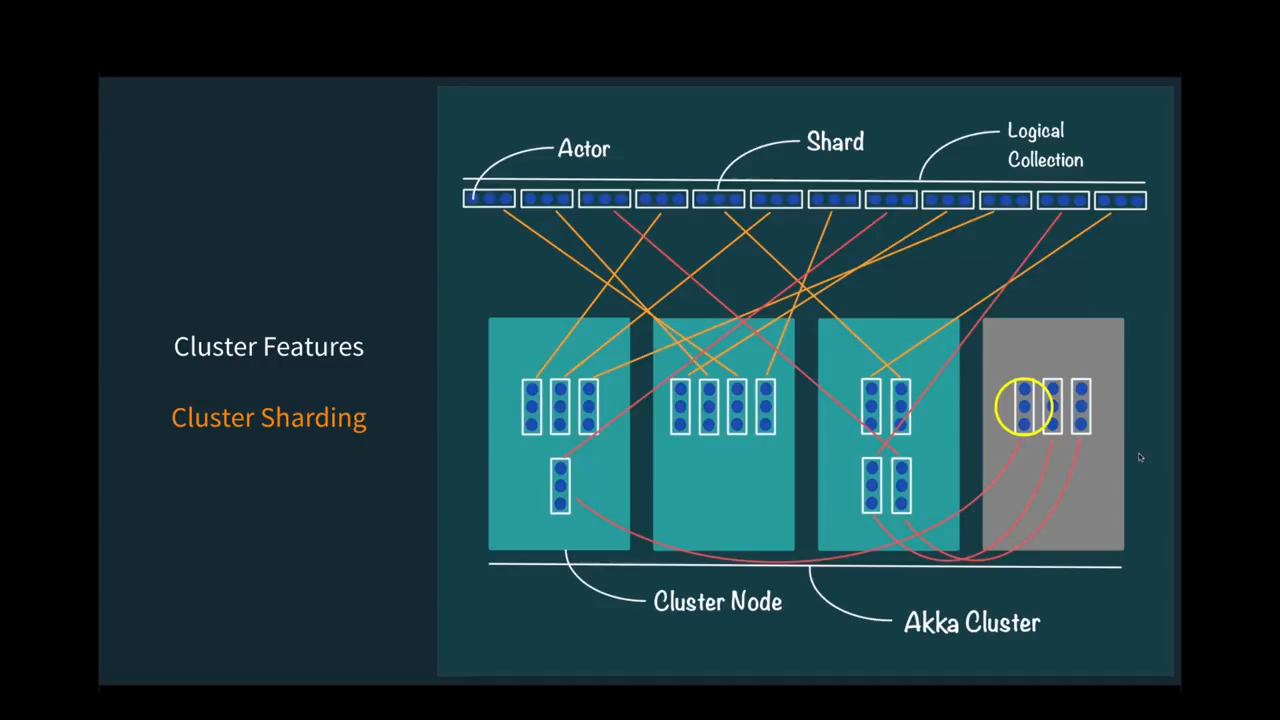 Cluster Features
Cluster Sharding
Actor
Shard
Logical
Collection
Cluster Node
Akka Cluster